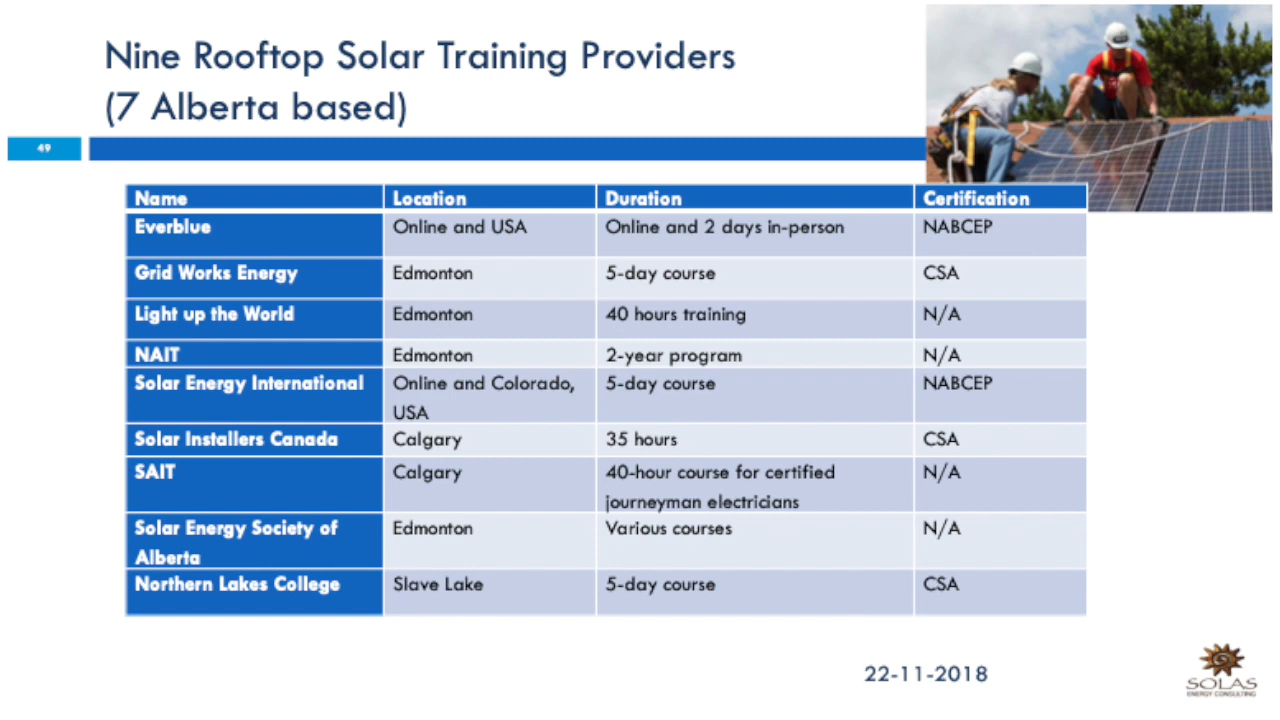 Nine Rooftop Solar Training Providers
(7 Alberta based)
49
Name Location Duration Certification
Everblue Online and USA Online and 2 days in-person NABCEP
Grid Works Energy Edmonton 5-day course CSA
Light up the World Edmonton 40 hours training N/A
NAIT Edmonton 2-year program N/A
Solar Energy International Online and Colorado, 5-day course NABCEP
USA
Solar Installers Canada Calgary 35 hours CSA
SAIT Calgary 40-hour course for certified N/A
journeyman electricians
Solar Energy Society of Edmonton Various courses N/A
Alberta
Northern Lakes College Slave Lake 5-day course CSA
22-11-2018
SOLAS
ENERGY CONSULTING